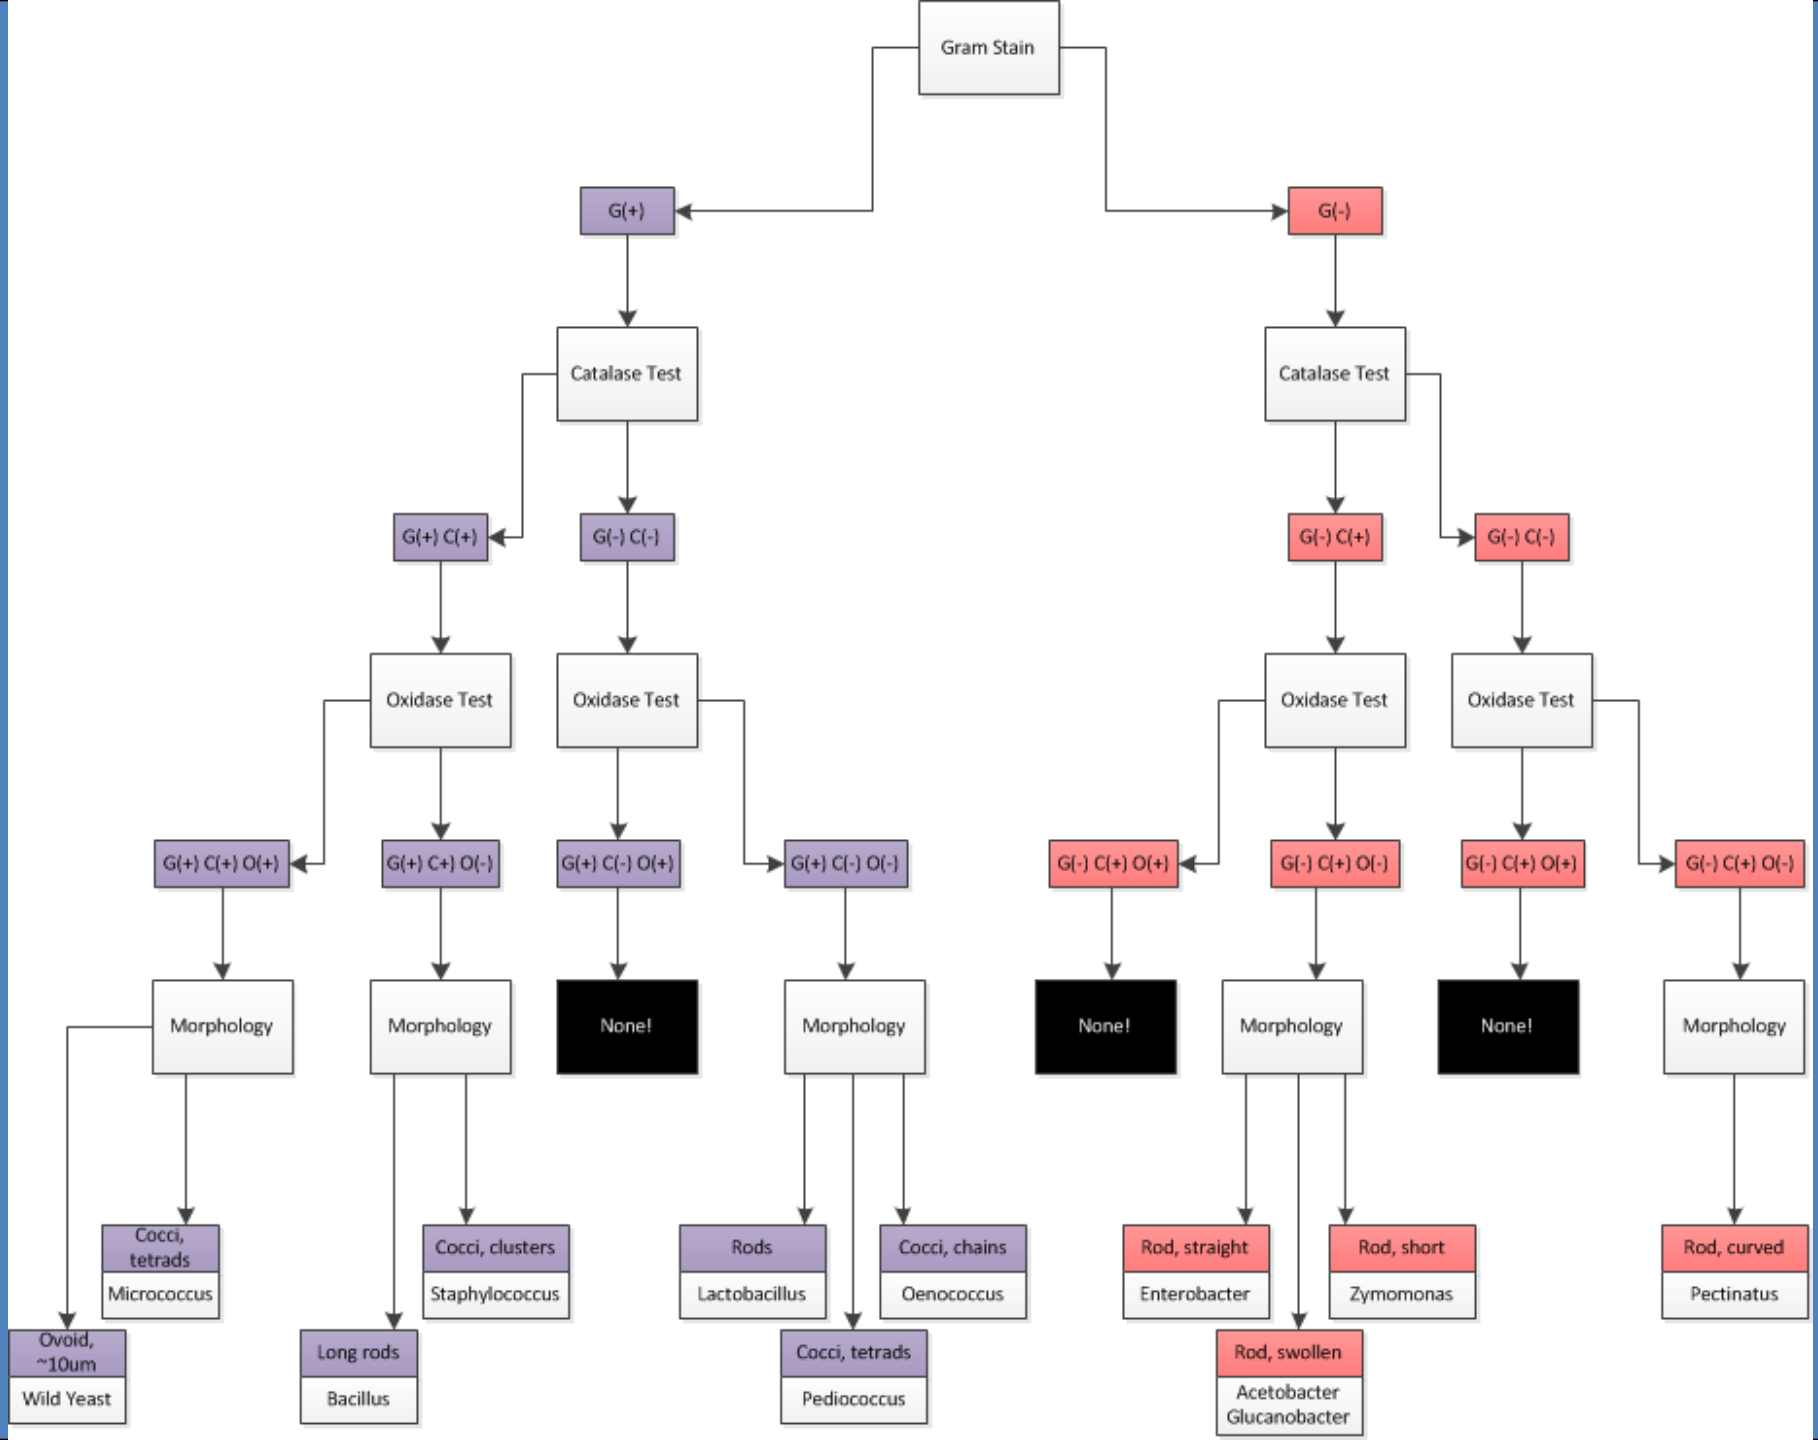 Gram Stain
G(+)
G(-)
Catalase Test
Catalase Test
G(+) C(+)
G(-) C(-)
G(-) C(+)
G(-) C(-)
Oxidase Test
Oxidase Test
Oxidase Test
Oxidase Test
G(+) C(+) O(+)
G(+) C+) O(-)
G(+) C(-) O(+)
G(+) C(-) O(-)
G(-) C(+) O(+)
G(-) C(+) O(-)
G(-) C(+) O(+)
G(-) C(+) O(-)
Morphology
Morphology
None!
Morphology
None!
Morphology
None!
Morphology
Cocci,
tetrads
Micrococcus
Cocci, clusters
Staphylococcus
Rods
Lactobacillus
Cocci, chains
Oenococcus
Rod, straight
Enterobacter
Rod, short
Zymomonas
Rod, curved
Pectinatus
Ovoid,
~10um
Wild Yeast
Long rods
Bacillus
Cocci, tetrads
Pediococcus
Rod, swollen
Acetobacter
Glucanobacter